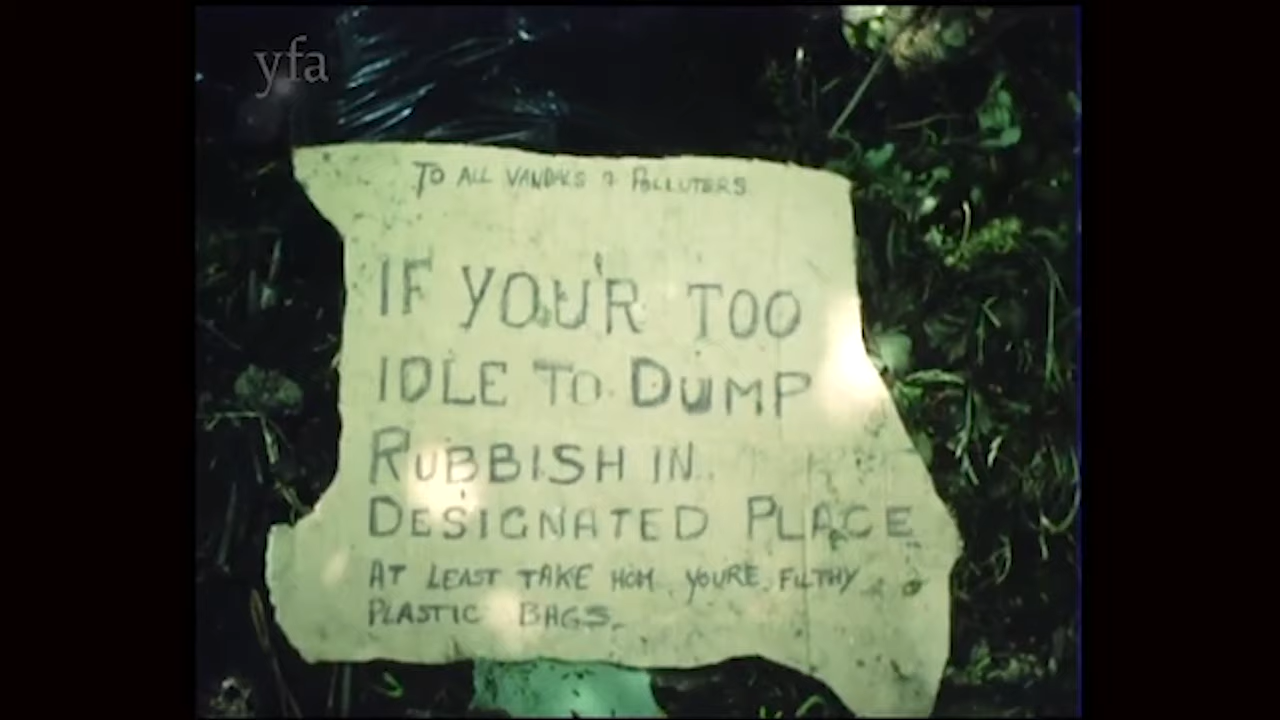 yfa
TO ALL VANDALS & POLLUTERS
IF YOU'R TOO
IDLE TO DUMP
RUBBISH IN
DESIGNATED PLACE
AT LEAST TAKE HOM YOURE FILTHY
PLASTIC BAGS.